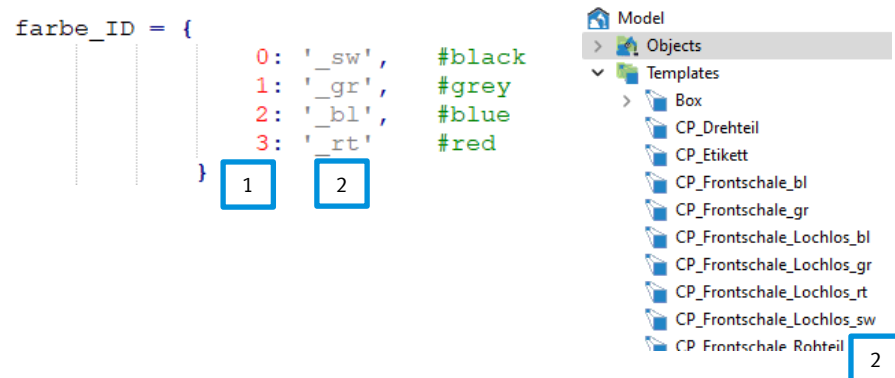 farbe_ID = {
0: '_sw', #black
1: '_gr', #grey
2: '_bl', #blue
3: '_rt' #red
}
1
2
Model
Objects
Templates
Box
CP_Drehteil
CP_Etikett
CP_Frontschale_bl
CP_Frontschale_gr
CP_Frontschale_Lochlos_bl
CP_Frontschale_Lochlos_gr
CP_Frontschale_Lochlos_rt
CP_Frontschale_Lochlos_sw
CP_Frontschale_Rohteil
2